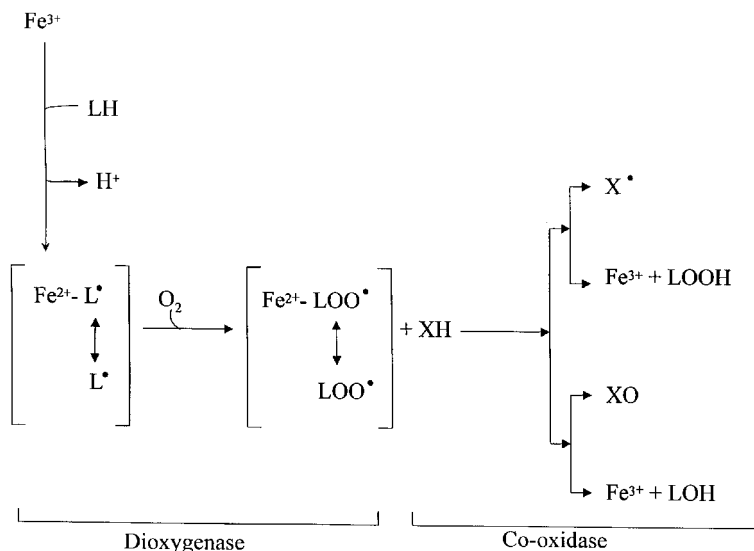 Fe³⁺
LH
H⁺
X•
Fe²⁺- L•
O₂
Fe²⁺- LOO•
Fe³⁺ + LOOH
+ XH
L•
LOO•
XO
Fe³⁺ + LOH
Dioxygenase
Co-oxidase